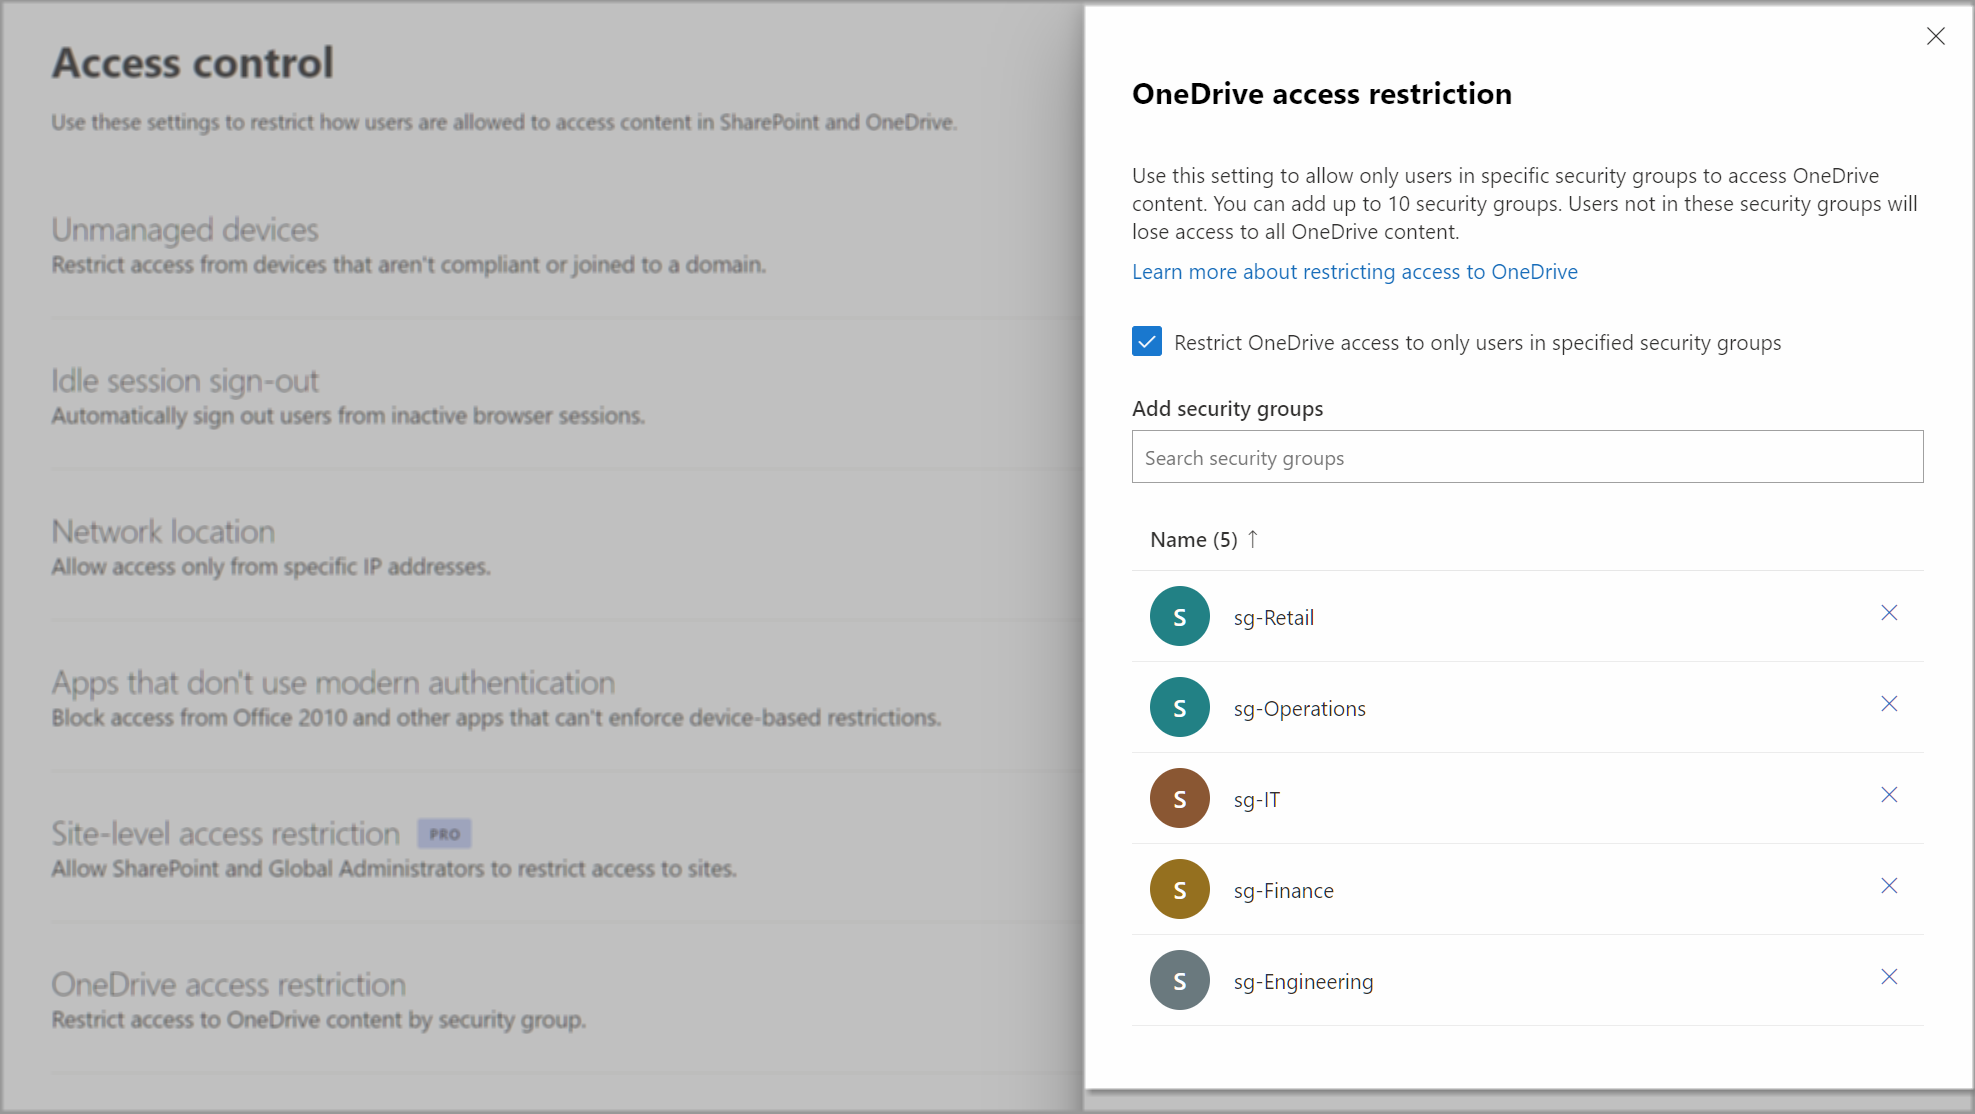 Access control
Use these settings to restrict how users are allowed to access content in SharePoint and OneDrive.
Unmanaged devices
Restrict access from devices that aren't compliant or joined to a domain.
Idle session sign-out
Automatically sign out users from inactive browser sessions.
Network location
Allow access only from specific IP addresses.
Apps that don't use modern authentication
Block access from Office 2010 and other apps that can't enforce device-based restrictions.
Site-level access restriction PRO
Allow SharePoint and Global Administrators to restrict access to sites.
OneDrive access restriction
Restrict access to OneDrive content by security group.
OneDrive access restriction
Use this setting to allow only users in specific security groups to access OneDrive
content. You can add up to 10 security groups. Users not in these security groups will
lose access to all OneDrive content.
Learn more about restricting access to OneDrive
Restrict OneDrive access to only users in specified security groups
Add security groups
Search security groups
Name (5) ↑
S sg-Retail
S sg-Operations
S sg-IT
S sg-Finance
S sg-Engineering